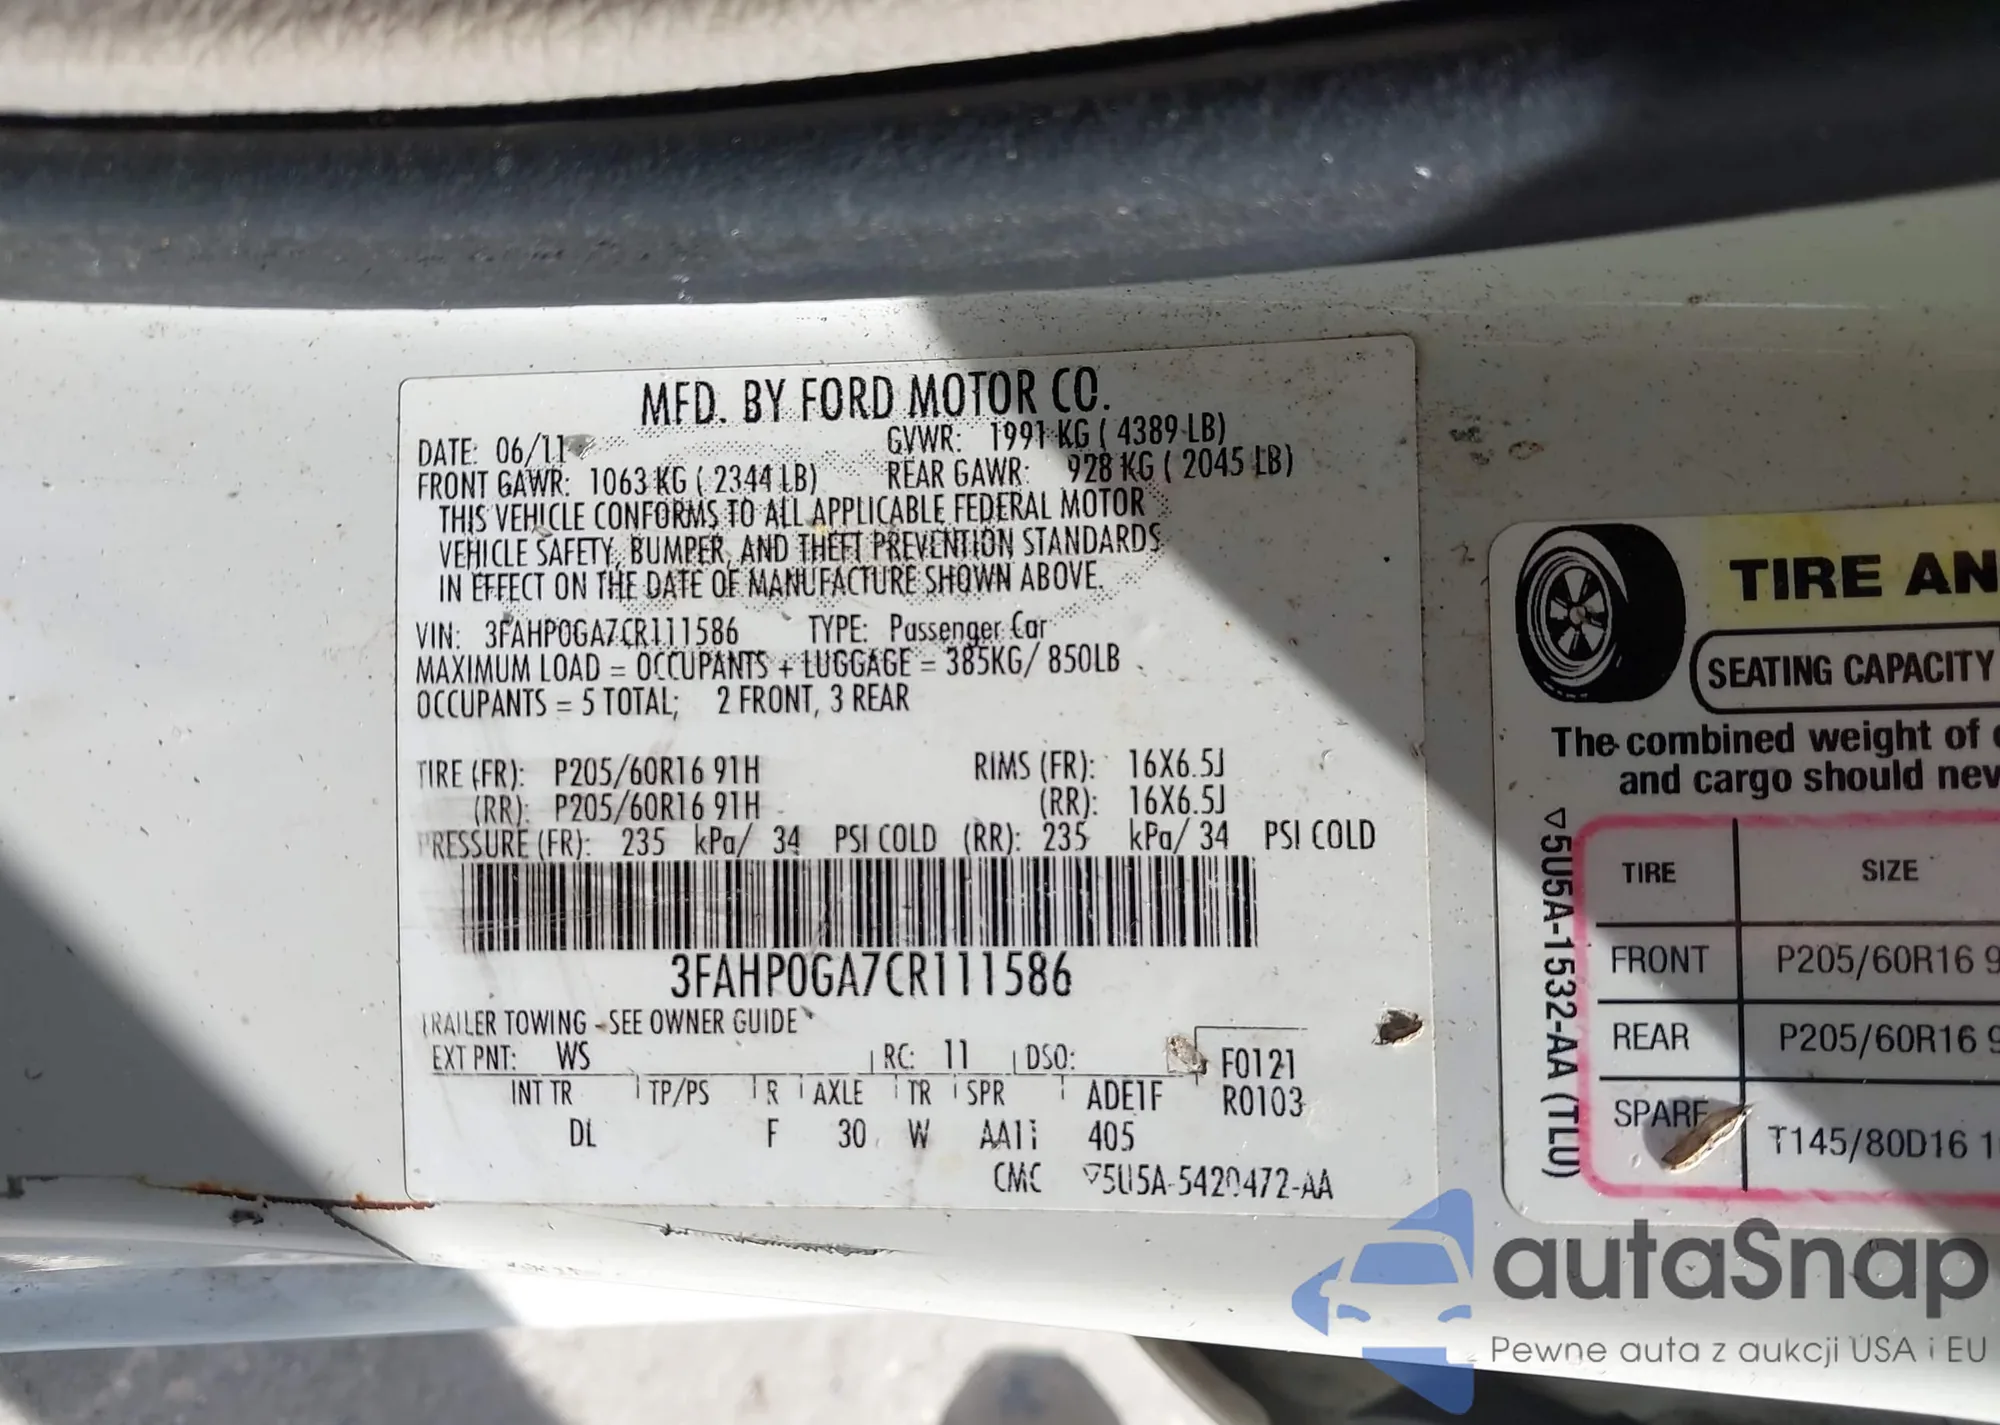 MFD. BY FORD MOTOR CO.
DATE: 06/11 GVWR: 1991 KG ( 4389 LB)
FRONT GAWR: 1063 KG ( 2344 LB) REAR GAWR: 928 KG ( 2045 LB)
THIS VEHICLE CONFORMS TO ALL APPLICABLE FEDERAL MOTOR
VEHICLE SAFETY, BUMPER, AND THEFT PREVENTION STANDARDS
IN EFFECT ON THE DATE OF MANUFACTURE SHOWN ABOVE.
VIN: 3FAHP0GA7CR111586 TYPE: Passenger Car
MAXIMUM LOAD = OCCUPANTS + LUGGAGE = 385KG/ 850LB
OCCUPANTS = 5 TOTAL; 2 FRONT, 3 REAR
TIRE (FR): P205/60R16 91H RIMS (FR): 16X6.5J
(RR): P205/60R16 91H (RR): 16X6.5J
PRESSURE (FR): 235 kPa/ 34 PSI COLD (RR): 235 kPa/ 34 PSI COLD
3FAHP0GA7CR111586
TRAILER TOWING - SEE OWNER GUIDE
EXT PNT: WS RC: 11 DSO: F0121
INT TR TP/PS R AXLE TR SPR ADE1F R0103
DL F 30 W AA11 405
CMC ▽5U5A-5420472-AA
TIRE AN
SEATING CAPACITY
The combined weight of
and cargo should nev
▽5U5A-1532-AA (TLU)
TIRE SIZE
FRONT P205/60R16 9
REAR P205/60R16 9
SPARE T145/80D16 1
autaSnap
Pewne auta z aukcji USA i EU